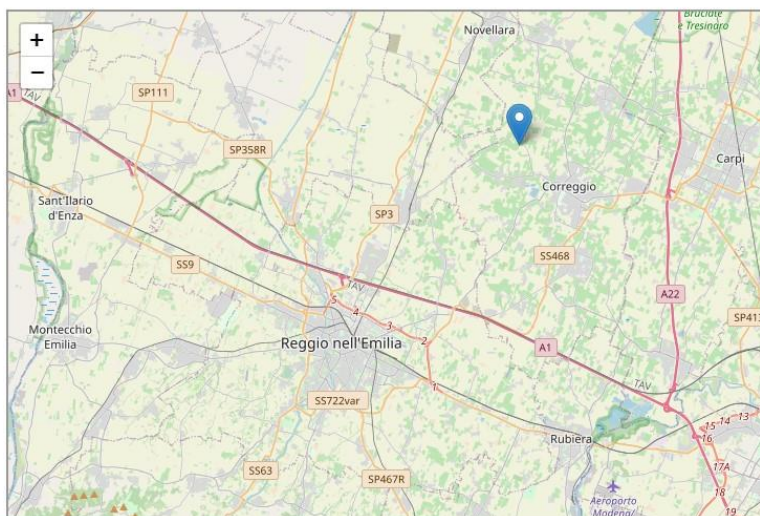 +
−
Novellara
Bruciate
e Tresinaro
A1
TAV
SP111
SP358R
Carpi
Sant'Ilario
d'Enza
Correggio
SP3
SS9
SS468
A22
TAV
5
4
3
2
1
SP413
Montecchio
Emilia
Reggio nell'Emilia
A1
TAV
SS722var
15
14
13
16
Rubiera
SS63
SP467R
17A
18
19
Aeroporto
Modena/